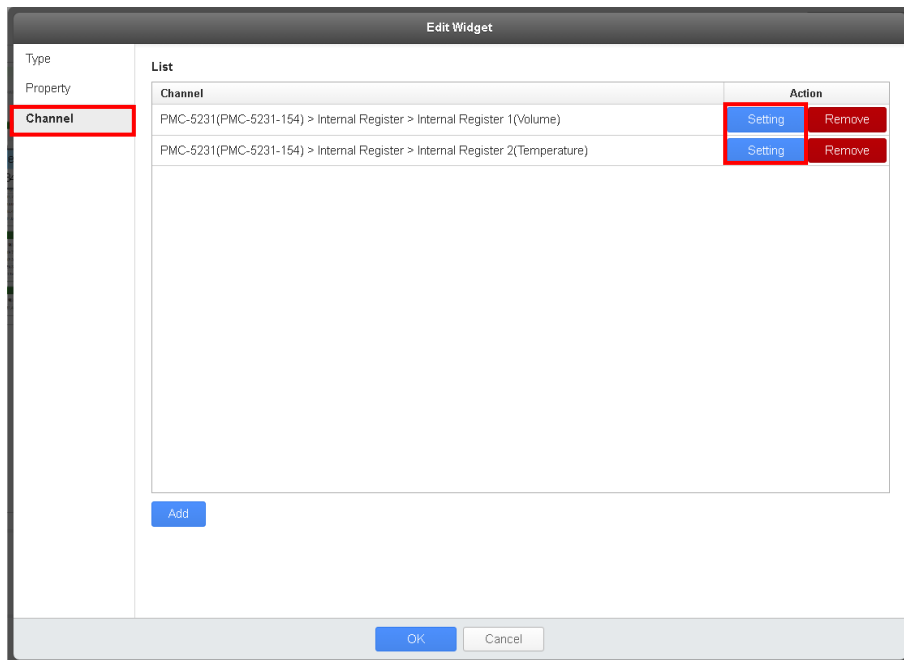 Edit Widget
Type
Property
Channel
List
Channel Action
PMC-5231(PMC-5231-154) > Internal Register > Internal Register 1(Volume) Setting Remove
PMC-5231(PMC-5231-154) > Internal Register > Internal Register 2(Temperature) Setting Remove
Add
OK Cancel